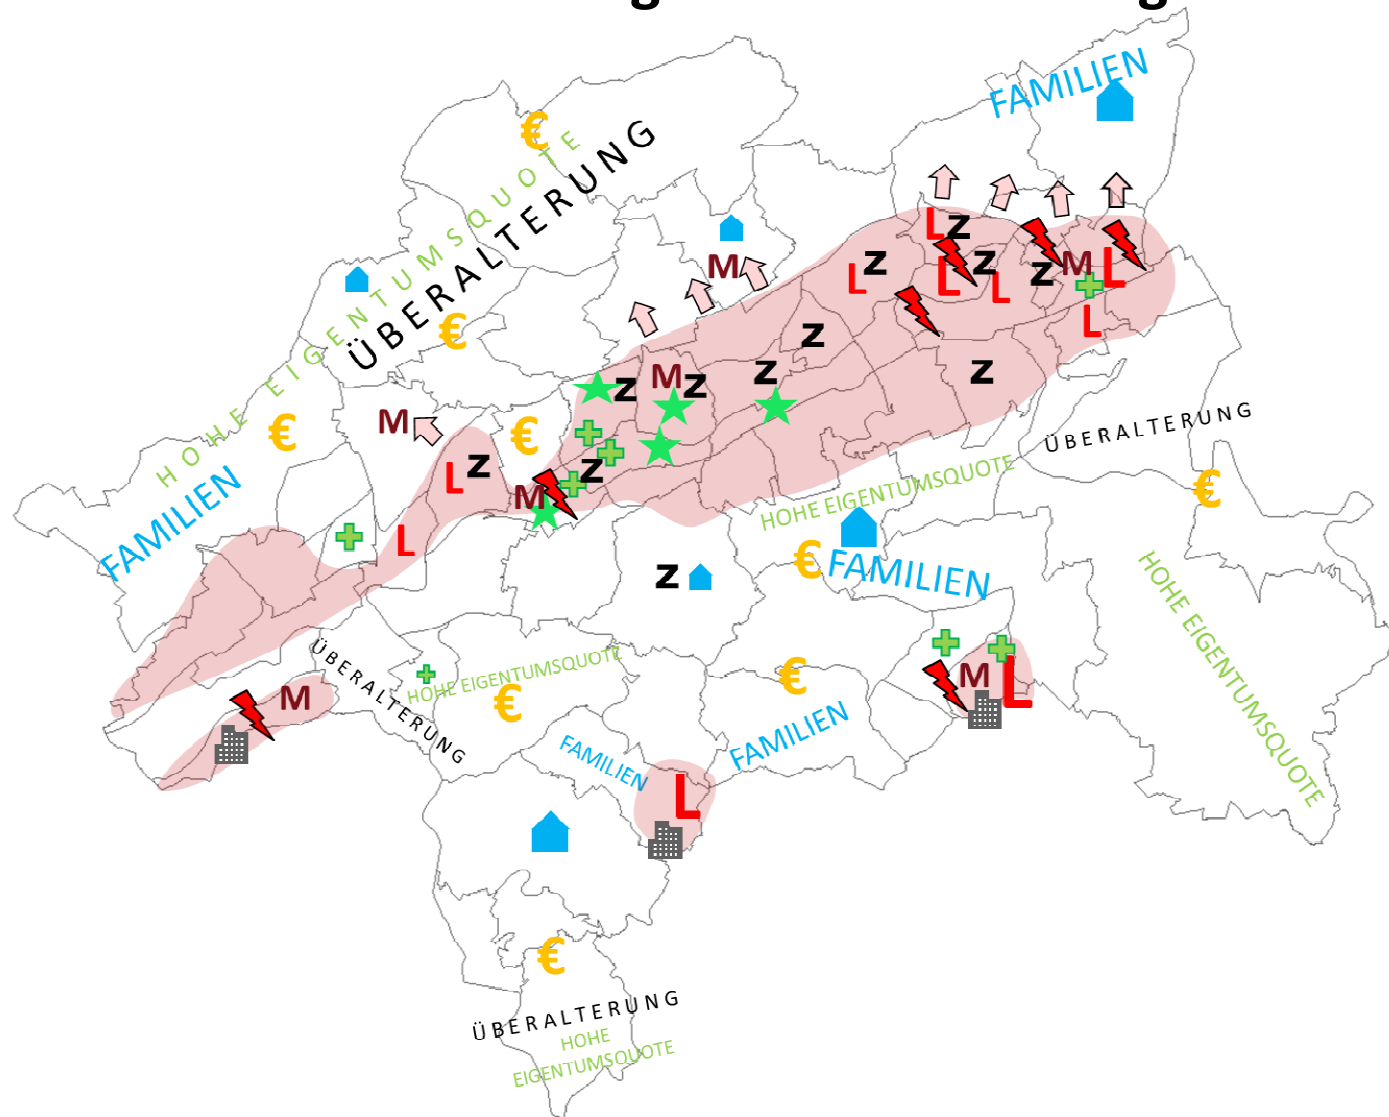 FAMILIEN
€
HOHE EIGENTUMSQUOTE
ÜBERALTERUNG
L Z
M
L Z
L Z
L
Z M L
€
L
Z
€
M Z
Z
Z
Z
M
€
ÜBERALTERUNG
L Z
Z
M
HOHE EIGENTUMSQUOTE
€
FAMILIEN
L
€
FAMILIEN
Z
HOHE EIGENTUMSQUOTE
ÜBERALTERUNG
HOHE EIGENTUMSQUOTE
€
M L
M
€
FAMILIEN
FAMILIEN
L
€
ÜBERALTERUNG
HOHE
EIGENTUMSQUOTE